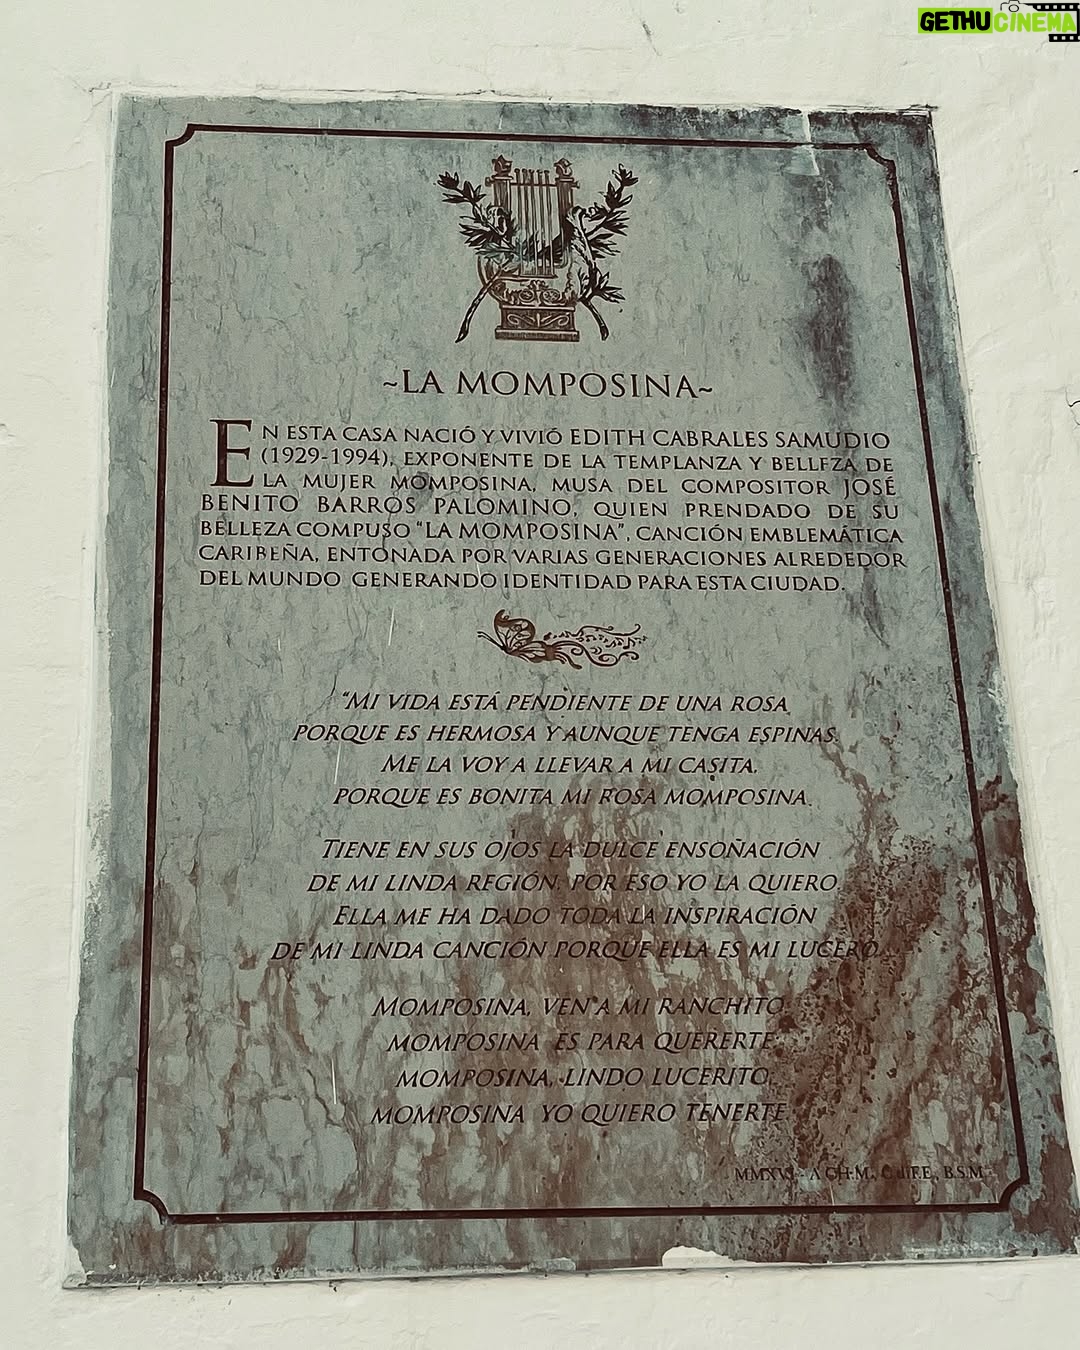 GETHUCINEMA
~LA MOMPOSINA~
EN ESTA CASA NACIÓ Y VIVIÓ EDITH CABRALES SAMUDIO
(1929-1994), EXPONENTE DE LA TEMPLANZA Y BELLEZA DE
LA MUJER MOMPOSINA, MUSA DEL COMPOSITOR JOSÉ
BENITO BARROS PALOMINO, QUIEN PRENDADO DE SU
BELLEZA COMPUSO "LA MOMPOSINA", CANCIÓN EMBLEMÁTICA
CARIBEÑA, ENTONADA POR VARIAS GENERACIONES ALREDEDOR
DEL MUNDO GENERANDO IDENTIDAD PARA ESTA CIUDAD.
"MI VIDA ESTÁ PENDIENTE DE UNA ROSA
PORQUE ES HERMOSA Y AUNQUE TENGA ESPINAS,
ME LA VOY A LLEVAR A MI CASITA,
PORQUE ES BONITA MI ROSA MOMPOSINA.
TIENE EN SUS OJOS LA DULCE ENSOÑACIÓN
DE MI LINDA REGIÓN, POR ESO YO LA QUIERO.
ELLA ME HA DADO TODA LA INSPIRACIÓN
DE MI LINDA CANCIÓN PORQUE ELLA ES MI LUCERO.
MOMPOSINA, VEN A MI RANCHITO
MOMPOSINA ES PARA QUERERTE
MOMPOSINA, LINDO LUCERITO,
MOMPOSINA YO QUIERO TENERTE
A.CH.M., B.S.M.